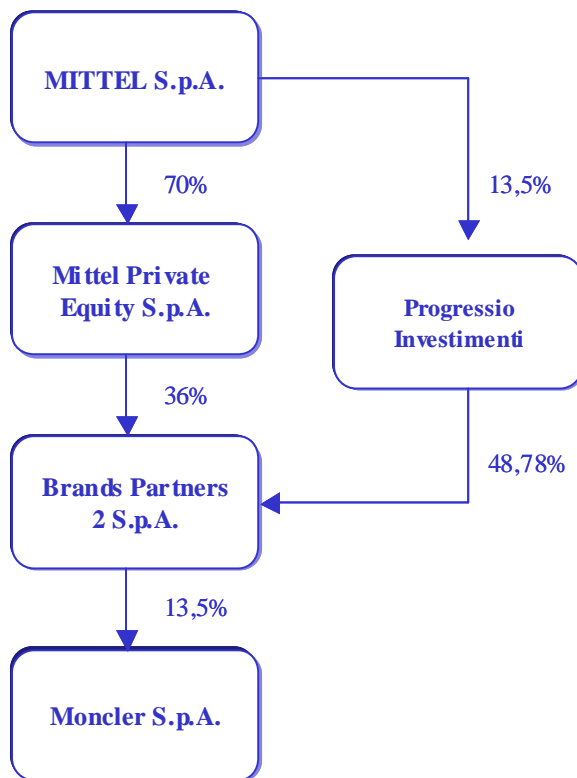 MITTEL S.p.A.
70%
13,5%
Mittel Private
Equity S.p.A.
Progressio
Investimenti
36%
48,78%
Brands Partners
2 S.p.A.
13,5%
Moncler S.p.A.